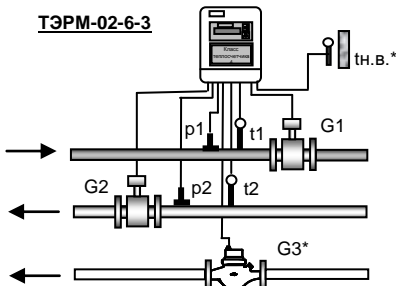 ТЭРМ-02-6-3
Класс
теплосчетчика
tн.в.*
p1
t1
G1
G2
p2
t2
G3*